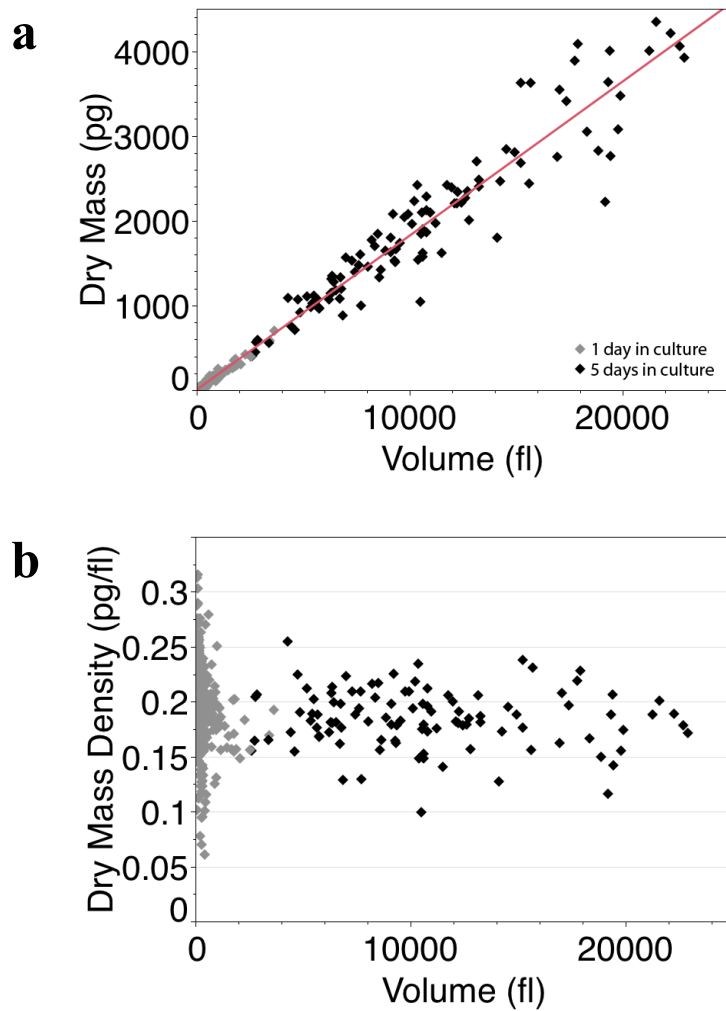 a
Dry Mass (pg)
4000
3000
2000
1000
0
1 day in culture
5 days in culture
0 10000 20000
Volume (fl)
b
Dry Mass Density (pg/fl)
0.3
0.25
0.2
0.15
0.1
0.05
0
0 10000 20000
Volume (fl)